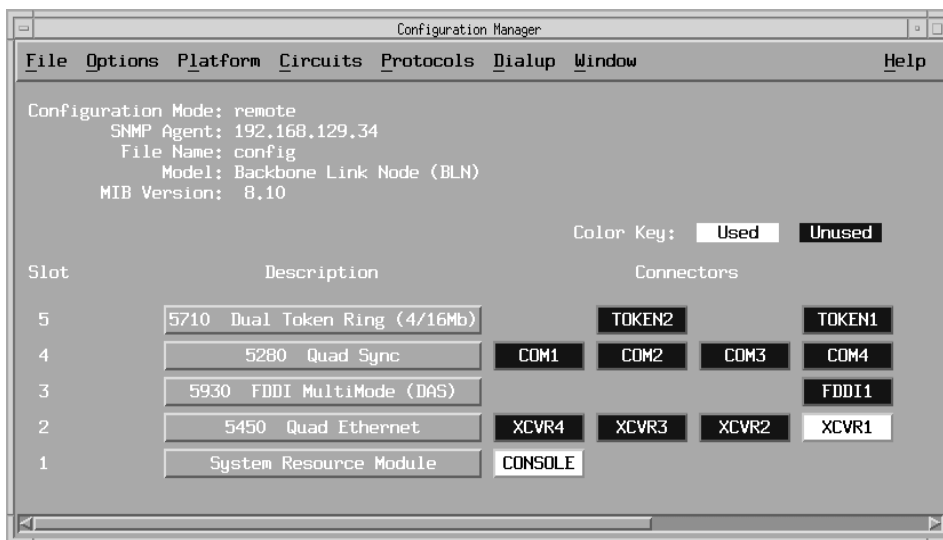 Configuration Manager
File Options Platform Circuits Protocols Dialup Window Help
Configuration Mode: remote
SNMP Agent: 192.168.129.34
File Name: config
Model: Backbone Link Node (BLN)
MIB Version: 8.10
Color Key: Used Unused
Slot Description Connectors
5 5710 Dual Token Ring (4/16Mb) TOKEN2 TOKEN1
4 5280 Quad Sync COM1 COM2 COM3 COM4
3 5930 FDDI MultiMode (DAS) FDDI1
2 5450 Quad Ethernet XCVR4 XCVR3 XCVR2 XCVR1
1 System Resource Module CONSOLE